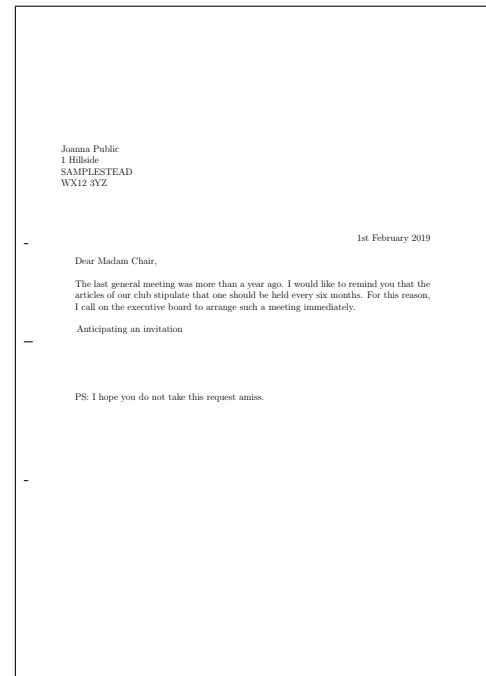 Joanna Public
1 Hillside
SAMPLESTEAD
WX12 3YZ
1st February 2019
Dear Madam Chair,
The last general meeting was more than a year ago. I would like to remind you that the
articles of our club stipulate that one should be held every six months. For this reason,
I call on the executive board to arrange such a meeting immediately.
Anticipating an invitation
PS: I hope you do not take this request amiss.